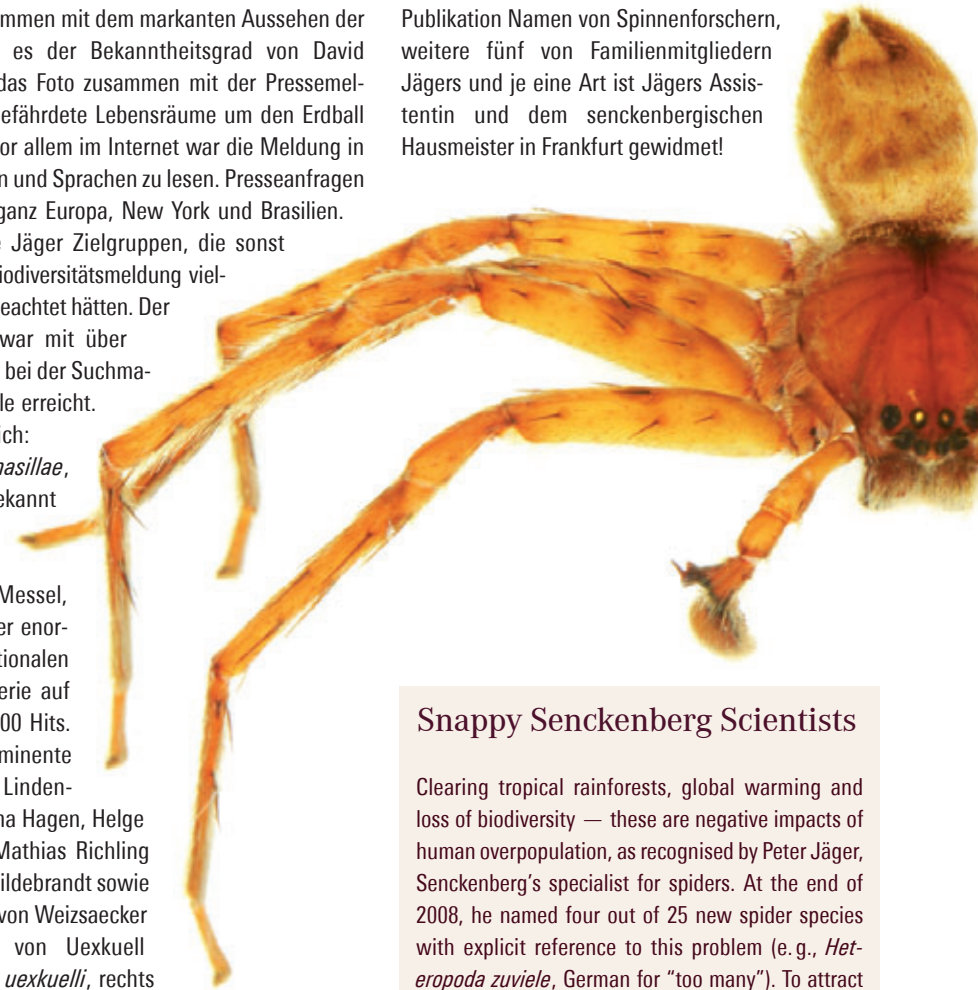 mmen mit dem markanten Aussehen der
es der Bekanntheitsgrad von David
das Foto zusammen mit der Pressemel-
efährdete Lebensräume um den Erdball
or allem im Internet war die Meldung in
n und Sprachen zu lesen. Presseanfragen
ganz Europa, New York und Brasilien.
e Jäger Zielgruppen, die sonst
iodiversitätsmeldung viel-
eachtet hätten. Der
war mit über
bei der Suchma-
le erreicht.
ich:
nasillae,
ekannt
Messel,
er enor-
tionalen
erie auf
00 Hits.
minente
Linden-
na Hagen, Helge
Mathias Richling
ildebrandt sowie
von Weizsaecker
von Uexkuell
uexkuelli, rechts
Publikation Namen von Spinnenforschern,
weitere fünf von Familienmitgliedern
Jägers und je eine Art ist Jägers Assis-
tentin und dem senckenbergischen
Hausmeister in Frankfurt gewidmet!
Snappy Senckenberg Scientists
Clearing tropical rainforests, global warming and
loss of biodiversity — these are negative impacts of
human overpopulation, as recognised by Peter Jäger,
Senckenberg's specialist for spiders. At the end of
2008, he named four out of 25 new spider species
with explicit reference to this problem (e.g., Het-
eropoda zuviele, German for “too many”). To attract